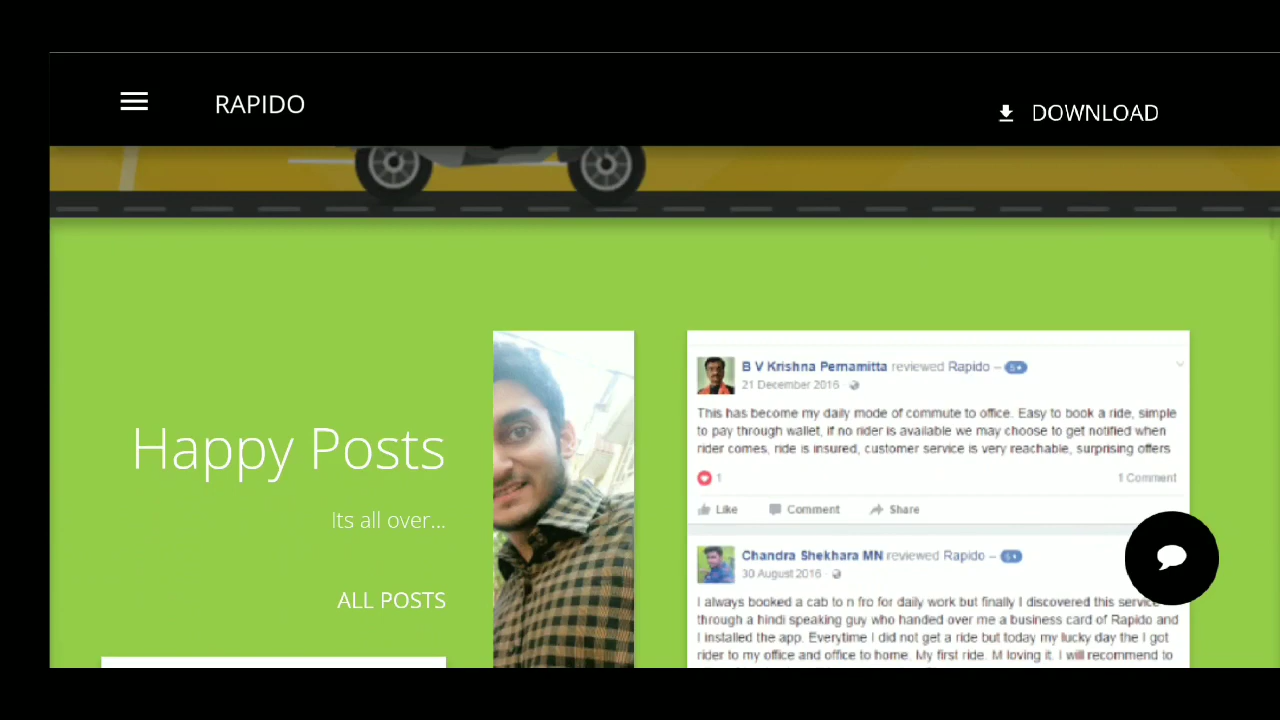 RAPIDO
DOWNLOAD
Happy Posts
Its all over...
ALL POSTS
B V Krishna Pernamitta reviewed Rapido – 5★
21 December 2016
This has become my daily mode of commute to office. Easy to book a ride, simple
to pay through wallet, if no rider is available we may choose to get notified when
rider comes, ride is insured, customer service is very reachable, surprising offers
1
1 Comment
Like Comment Share
Chandra Shekhara MN reviewed Rapido –
30 August 2016
I always booked a cab to n fro for daily work but finally I discovered this service
through a hindi speaking guy who handed over me a business card of Rapido and
I installed the app. Everytime I did not get a ride but today my lucky day the I got
rider to my office and office to home. My first ride. M loving it. I will recommend to